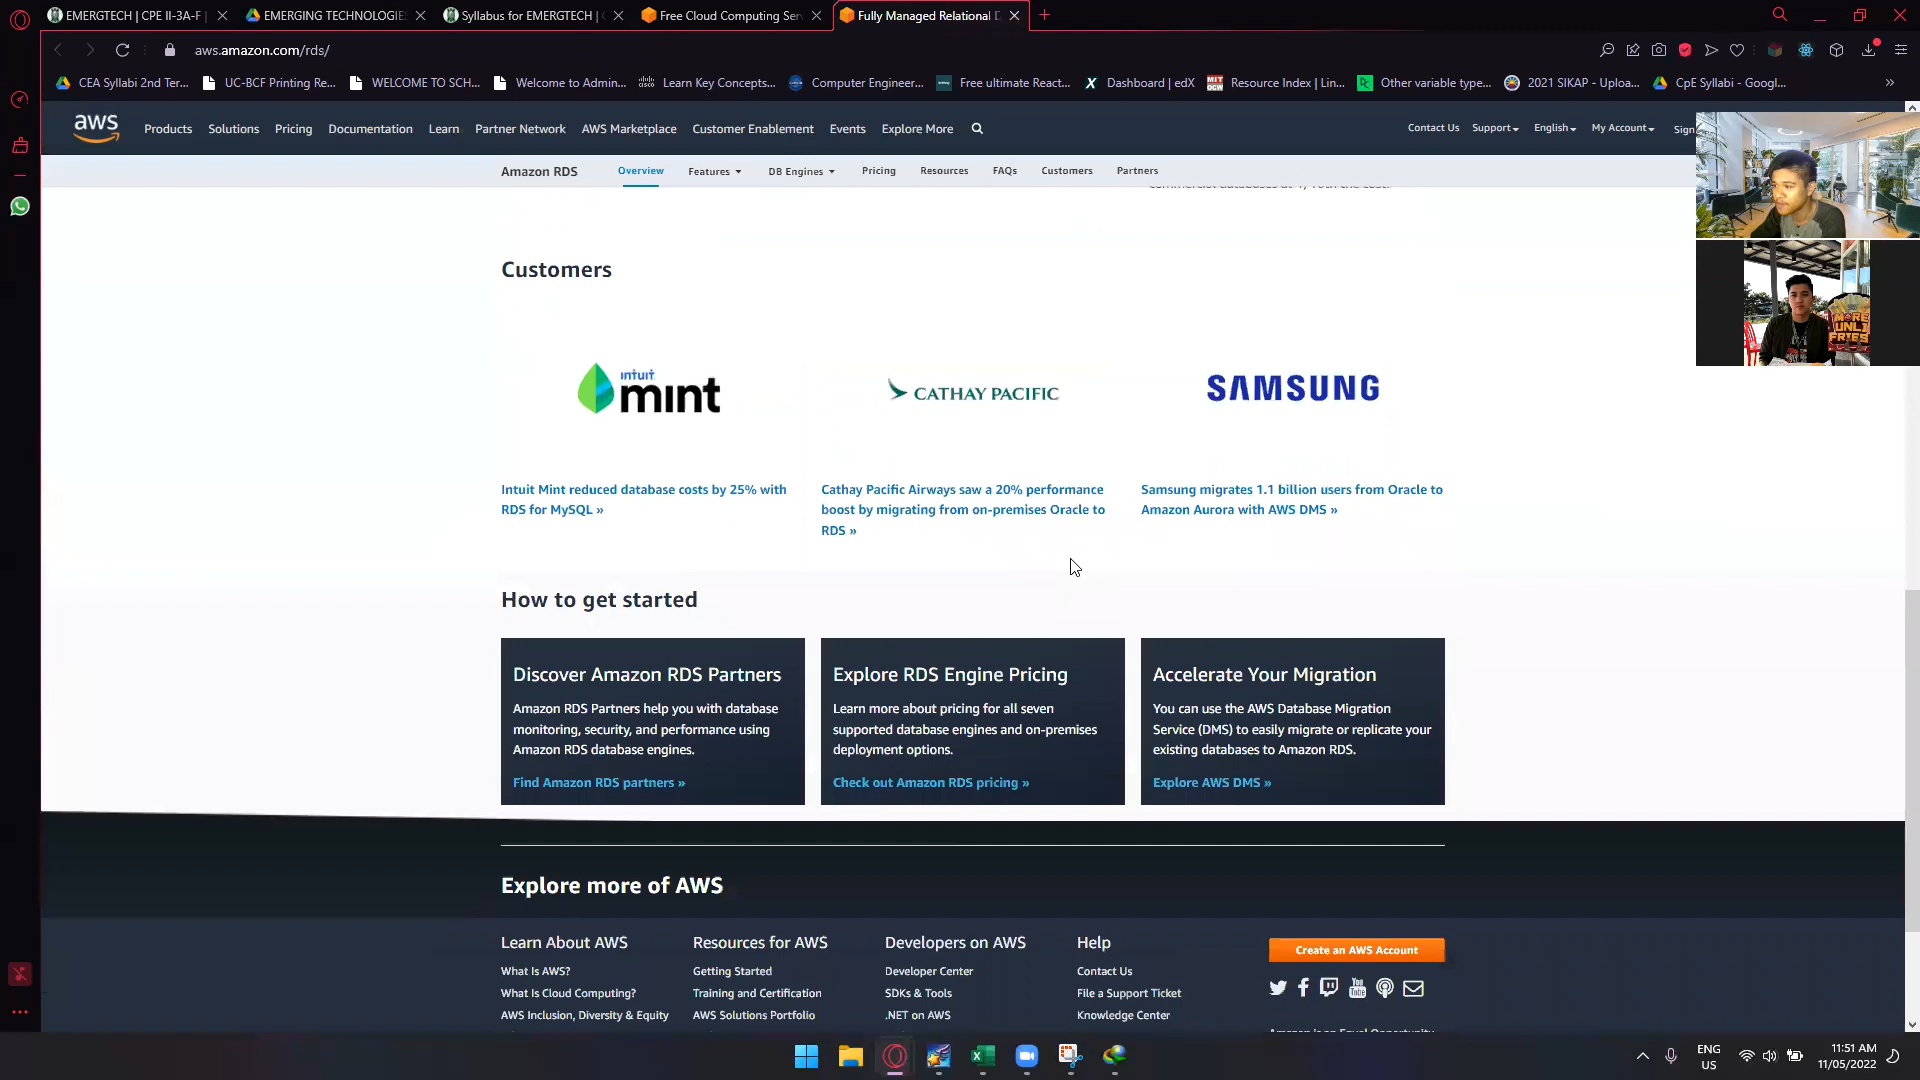 EMERGTECH | CPE II-3A-F |
EMERGING TECHNOLOGIES
Syllabus for EMERGTECH |
Free Cloud Computing Ser
Fully Managed Relational
aws.amazon.com/rds/
CEA Syllabi 2nd Ter...
UC-BCF Printing Re...
WELCOME TO SCH...
Welcome to Admin...
Learn Key Concepts...
Computer Engineer...
Free ultimate React...
Dashboard | edX
Resource Index | Lin...
Other variable type...
2021 SIKAP - Uploa...
CpE Syllabi - Googl...
aws
Products
Solutions
Pricing
Documentation
Learn
Partner Network
AWS Marketplace
Customer Enablement
Events
Explore More
Contact Us
Support
English
My Account
Sign
Amazon RDS
Overview
Features
DB Engines
Pricing
Resources
FAQs
Customers
Partners
Customers
intuit
mint
CATHAY PACIFIC
SAMSUNG
MORE
UNLI
FRIES
Intuit Mint reduced database costs by 25% with
RDS for MySQL »
Cathay Pacific Airways saw a 20% performance
boost by migrating from on-premises Oracle to
RDS »
Samsung migrates 1.1 billion users from Oracle to
Amazon Aurora with AWS DMS »
How to get started
Discover Amazon RDS Partners
Amazon RDS Partners help you with database
monitoring, security, and performance using
Amazon RDS database engines.
Find Amazon RDS partners »
Explore RDS Engine Pricing
Learn more about pricing for all seven
supported database engines and on-premises
deployment options.
Check out Amazon RDS pricing »
Accelerate Your Migration
You can use the AWS Database Migration
Service (DMS) to easily migrate or replicate your
existing databases to Amazon RDS.
Explore AWS DMS »
Explore more of AWS
Learn About AWS
What Is AWS?
What Is Cloud Computing?
AWS Inclusion, Diversity & Equity
Resources for AWS
Getting Started
Training and Certification
AWS Solutions Portfolio
Developers on AWS
Developer Center
SDKs & Tools
.NET on AWS
Help
Contact Us
File a Support Ticket
Knowledge Center
Create an AWS Account
Amazon is an Equal Opportunity
ENG
US
11:51 AM
11/05/2022